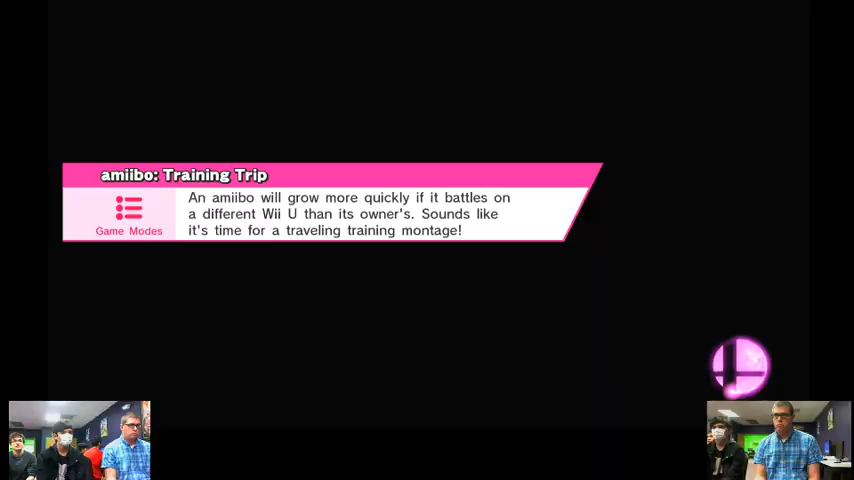 amiibo: Training Trip
An amiibo will grow more quickly if it battles on
a different Wii U than its owner's. Sounds like
it's time for a traveling training montage!
Game Modes